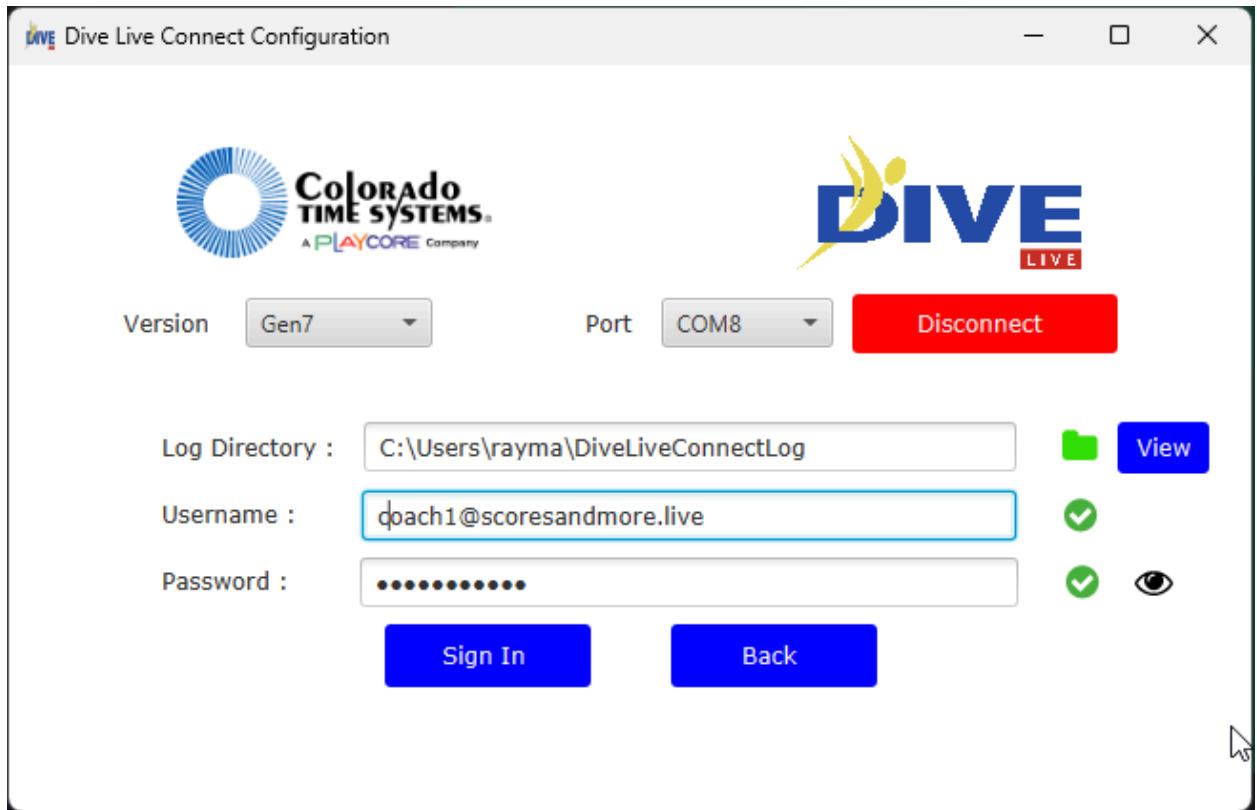 DIVE Dive Live Connect Configuration
COLORADO
TIME SYSTEMS®
A PLAYCORE Company
DIVE
LIVE
Version Gen7 Port COM8 Disconnect
Log Directory : C:\Users\rayma\DiveLiveConnectLog View
Username : coach1@scoresandmore.live
Password : •••••••••••
Sign In Back